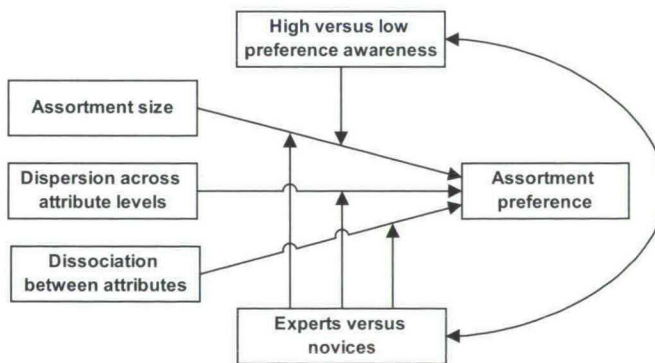 High versus low
preference awareness
Assortment size
Dispersion across
attribute levels
Assortment
preference
Dissociation
between attributes
Experts versus
novices